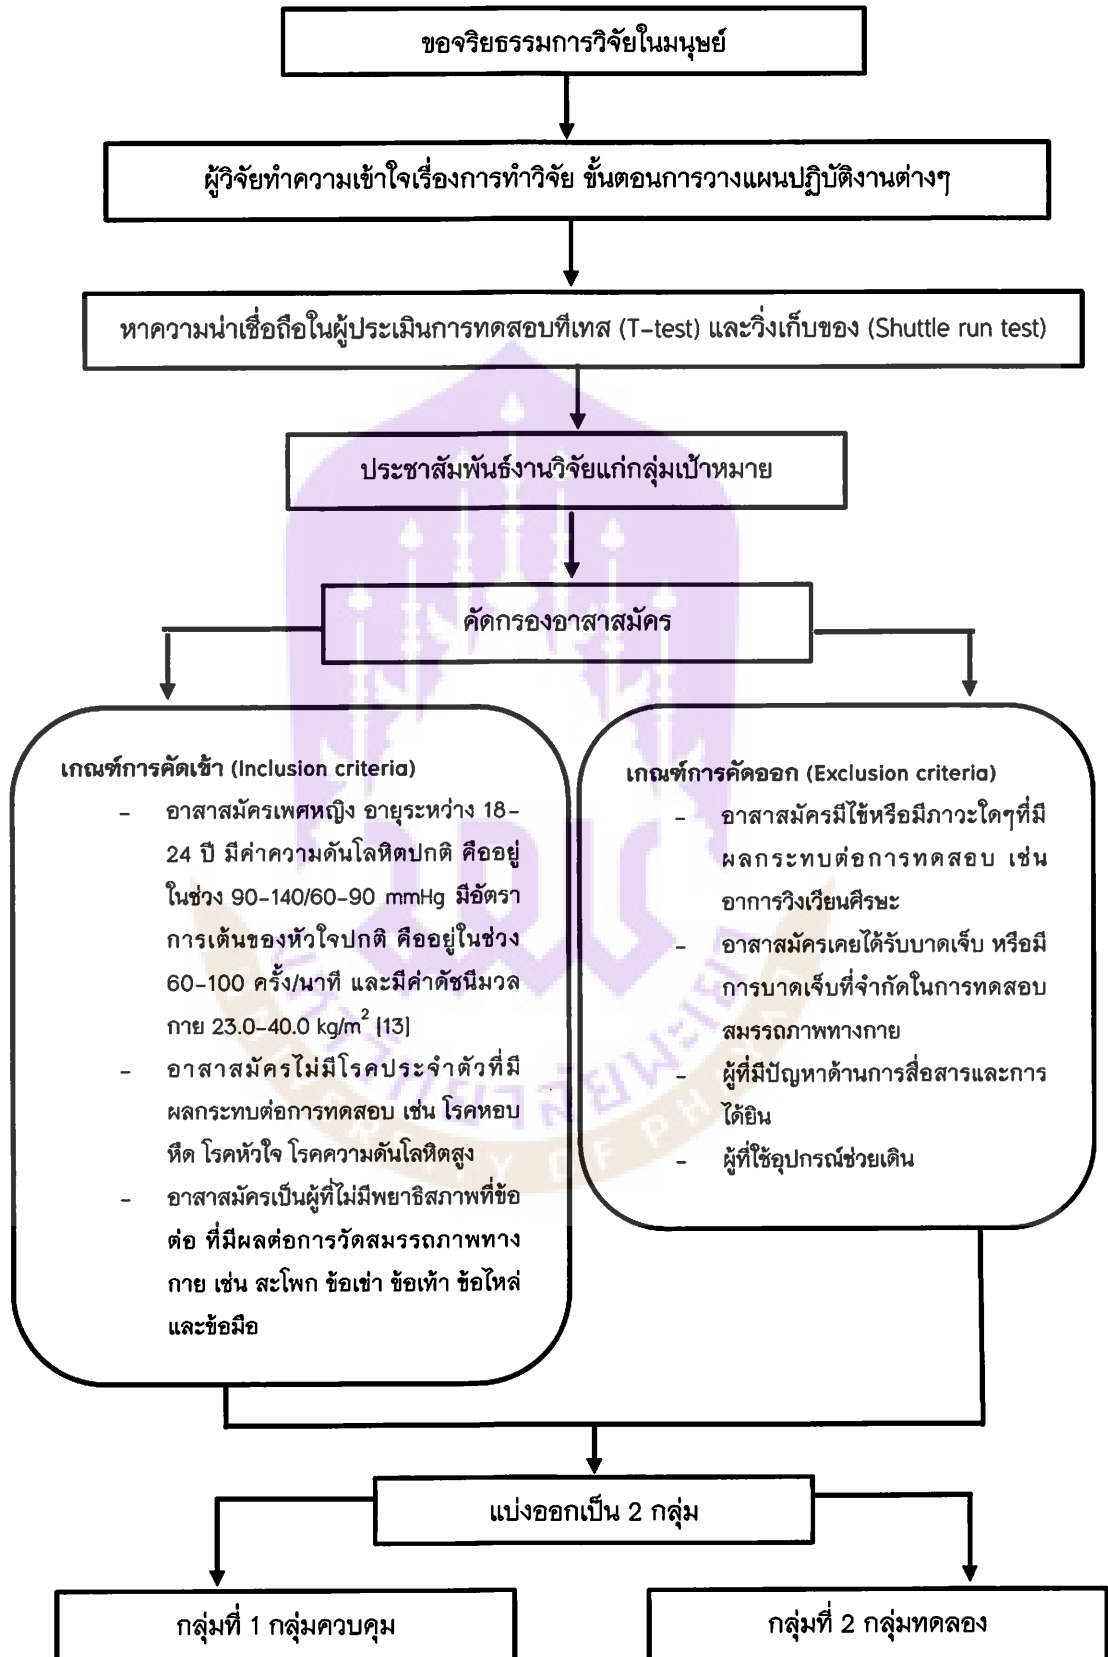 ขอจริยธรรมการวิจัยในมนุษย์
ผู้วิจัยทำความเข้าใจเรื่องการทำวิจัย ขั้นตอนการวางแผนปฏิบัติงานต่างๆ
หาความน่าเชื่อถือในผู้ประเมินการทดสอบทีเทส (T-test) และวิ่งเก็บของ (Shuttle run test)
ประชาสัมพันธ์งานวิจัยแก่กลุ่มเป้าหมาย
คัดกรองอาสาสมัคร
เกณฑ์การคัดเข้า (Inclusion criteria)
- อาสาสมัครเพศหญิง อายุระหว่าง 18-
24 ปี มีค่าความดันโลหิตปกติ คืออยู่
ในช่วง 90-140/60-90 mmHg มีอัตรา
การเต้นของหัวใจปกติ คืออยู่ในช่วง
60-100 ครั้ง/นาที และมีค่าดัชนีมวล
กาย 23.0-40.0 kg/m² [13]
- อาสาสมัครไม่มีโรคประจำตัวที่มี
ผลกระทบต่อการทดสอบ เช่น โรคหอบ
หืด โรคหัวใจ โรคความดันโลหิตสูง
- อาสาสมัครเป็นผู้ที่ไม่มีพยาธิสภาพที่ข้อ
ต่อ ที่มีผลต่อการวัดสมรรถภาพทาง
กาย เช่น สะโพก ข้อเข่า ข้อเท้า ข้อไหล่
และข้อมือ
เกณฑ์การคัดออก (Exclusion criteria)
- อาสาสมัครมีไข้หรือมีภาวะใดๆที่มี
ผลกระทบต่อการทดสอบ เช่น
อาการวิงเวียนศีรษะ
- อาสาสมัครเคยได้รับบาดเจ็บ หรือมี
การบาดเจ็บที่จำกัดในการทดสอบ
สมรรถภาพทางกาย
- ผู้ที่มีปัญหาด้านการสื่อสารและการ
ได้ยิน
- ผู้ที่ใช้อุปกรณ์ช่วยเดิน
แบ่งออกเป็น 2 กลุ่ม
กลุ่มที่ 1 กลุ่มควบคุม
กลุ่มที่ 2 กลุ่มทดลอง